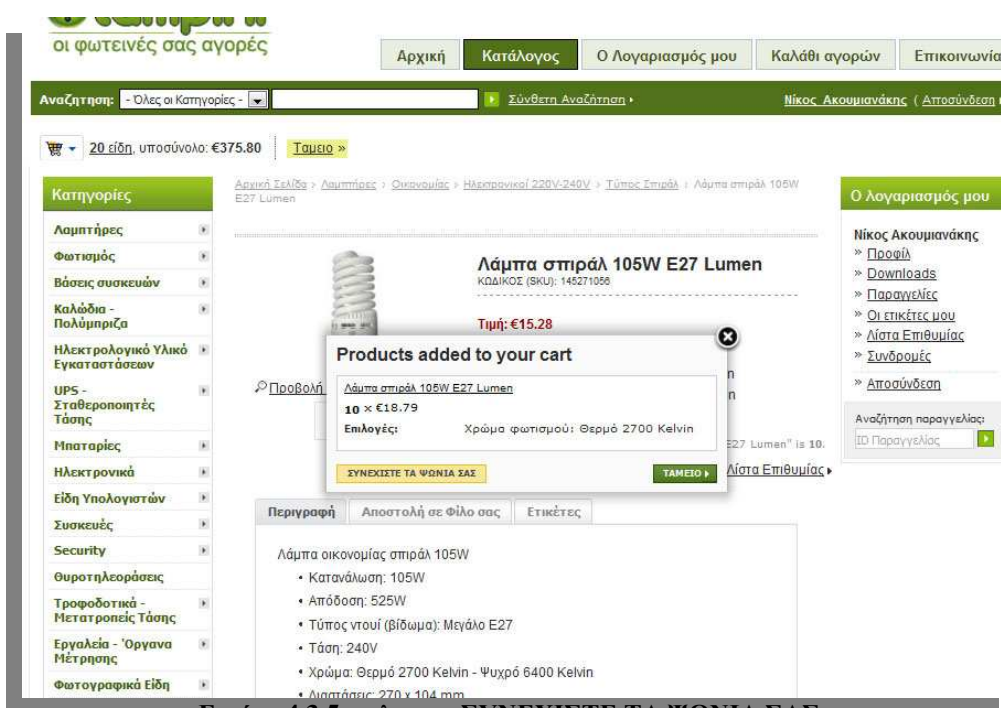 οι φωτεινές σας αγορές
Αρχική Κατάλογος Ο Λογαριασμός μου Καλάθι αγορών Επικοινωνία
Αναζητηση: - Όλες οι Κατηγορίες - Σύνθετη Αναζήτηση Νίκος Ακουμιανάκης ( Αποσύνδεση
20 είδη, υποσύνολο: €375.80 Ταμειο »
Κατηγορίες
Λαμπτήρες
Φωτισμός
Βάσεις συσκευών
Καλώδια -
Πολύμπριζα
Ηλεκτρολογικό Υλικό
Εγκαταστάσεων
UPS -
Σταθεροποιητές
Τάσης
Μπαταρίες
Ηλεκτρονικά
Είδη Υπολογιστών
Συσκευές
Security
Θυροτηλεοράσεις
Τροφοδοτικά -
Μετατροπείς Τάσης
Εργαλεία - 'Οργανα
Μέτρησης
Φωτογραφικά Είδη
Αρχική Σελίδα › Λαμπτήρες › Οικονομίας › Ηλεκτρονικοί 220V-240V › Τύπος Σπιράλ › Λάμπα σπιράλ 105W
E27 Lumen
Λάμπα σπιράλ 105W E27 Lumen
ΚΩΔΙΚΟΣ (SKU): 145271056
Τιμή: €15.28
Products added to your cart
Λάμπα σπιράλ 105W E27 Lumen
10 × €18.79
Επιλογές: Χρώμα φωτισμού: Θερμό 2700 Kelvin
ΣΥΝΕΧΙΣΤΕ ΤΑ ΨΩΝΙΑ ΣΑΣ ΤΑΜΕΙΟ
Προβολή
E27 Lumen" is 10.
Λίστα Επιθυμίας
Περιγραφή Αποστολή σε Φίλο σας Ετικέτες
Λάμπα οικονομίας σπιράλ 105W
• Κατανάλωση: 105W
• Απόδοση: 525W
• Τύπος ντουί (βίδωμα): Μεγάλο E27
• Τάση: 240V
• Χρώμα: Θερμό 2700 Kelvin - Ψυχρό 6400 Kelvin
• Διαστάσεις: 270 x 104 mm
Ο λογαριασμός μου
Νίκος Ακουμιανάκης
» Προφίλ
» Downloads
» Παραγγελίες
» Οι ετικέτες μου
» Λίστα Επιθυμίας
» Συνδρομές
» Αποσύνδεση
Αναζήτηση παραγγελίας:
ID Παραγγελίας